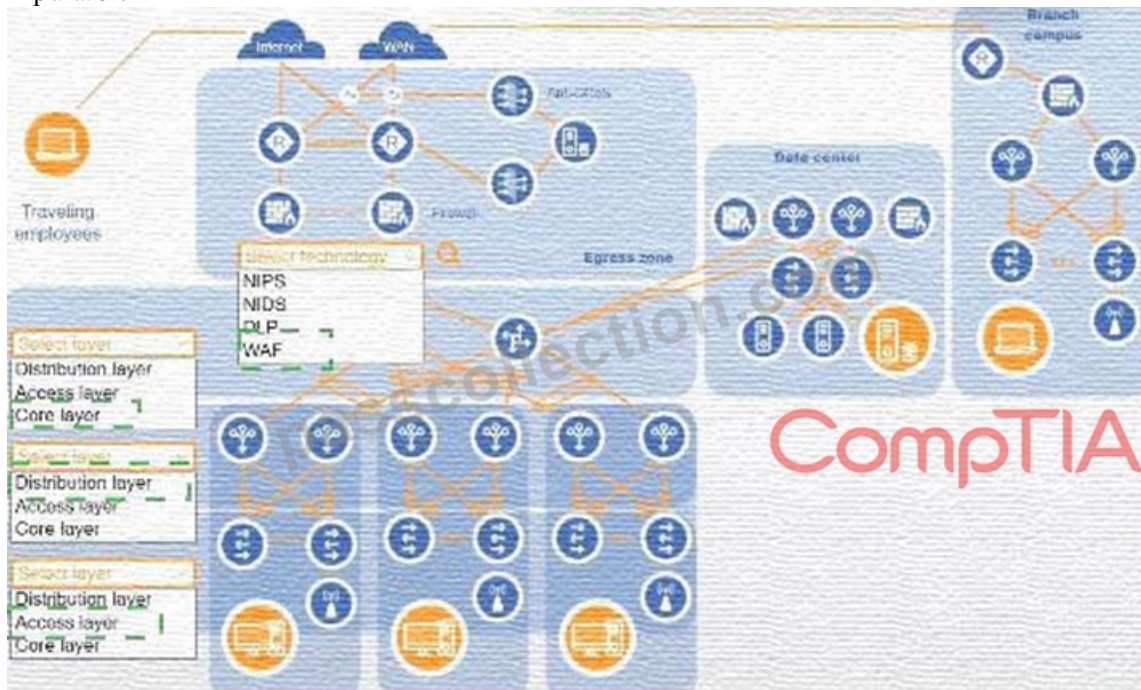 Internet
WAN
Branch
campus
Anti-DDoS
Data center
Traveling
employees
Firewall
Select technology
NIPS
NIDS
DLP
WAF
Egress zone
Select layer
Distribution layer
Access layer
Core layer
Select layer
Distribution layer
Access layer
Core layer
Select layer
Distribution layer
Access layer
Core layer
CompTIA